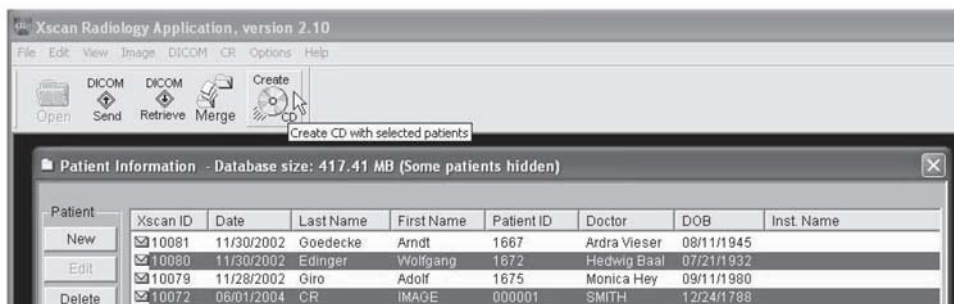 Xscan Radiology Application, version 2.10
File Edit View Image DICOM CR Options Help
DICOM DICOM Create
Open Send Retrieve Merge CD
Create CD with selected patients
Patient Information - Database size: 417.41 MB (Some patients hidden)
Patient
Xscan ID Date Last Name First Name Patient ID Doctor DOB Inst. Name
New 10081 11/30/2002 Goedecke Arndt 1667 Ardra Vieser 08/11/1945
Edit 10080 11/30/2002 Edinger Wolfgang 1672 Hedwig Baal 07/21/1932
10079 11/28/2002 Giro Adolf 1675 Monica Hey 09/11/1980
Delete 10072 06/01/2004 CR IMAGE 000001 SMITH 12/24/1788